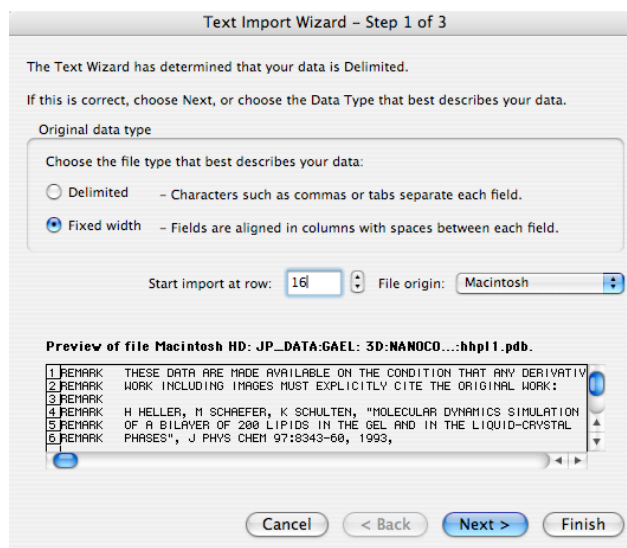 Text Import Wizard – Step 1 of 3
The Text Wizard has determined that your data is Delimited.
If this is correct, choose Next, or choose the Data Type that best describes your data.
Original data type
Choose the file type that best describes your data:
Delimited – Characters such as commas or tabs separate each field.
Fixed width – Fields are aligned in columns with spaces between each field.
Start import at row: 16 File origin: Macintosh
Preview of file Macintosh HD: JP_DATA:GAEL: 3D:NANOCO...:hhpl1.pdb.
1 REMARK THESE DATA ARE MADE AVAILABLE ON THE CONDITION THAT ANY DERIVATIV
2 REMARK WORK INCLUDING IMAGES MUST EXPLICITLY CITE THE ORIGINAL WORK:
3 REMARK
4 REMARK H HELLER, M SCHAEFER, K SCHULTEN, "MOLECULAR DYNAMICS SIMULATION
5 REMARK OF A BILAYER OF 200 LIPIDS IN THE GEL AND IN THE LIQUID-CRYSTAL
6 REMARK PHASES", J PHYS CHEM 97:8343-60, 1993,
Cancel < Back Next > Finish